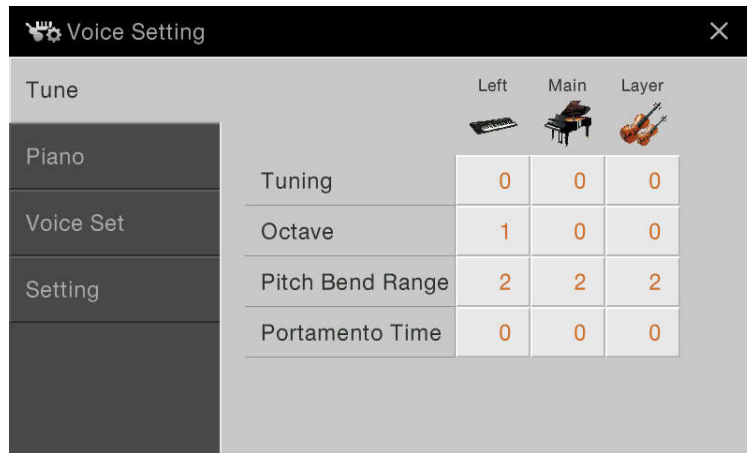 Voice Setting
Tune
Piano
Voice Set
Setting
Left Main Layer
Tuning 0 0 0
Octave 1 0 0
Pitch Bend Range 2 2 2
Portamento Time 0 0 0